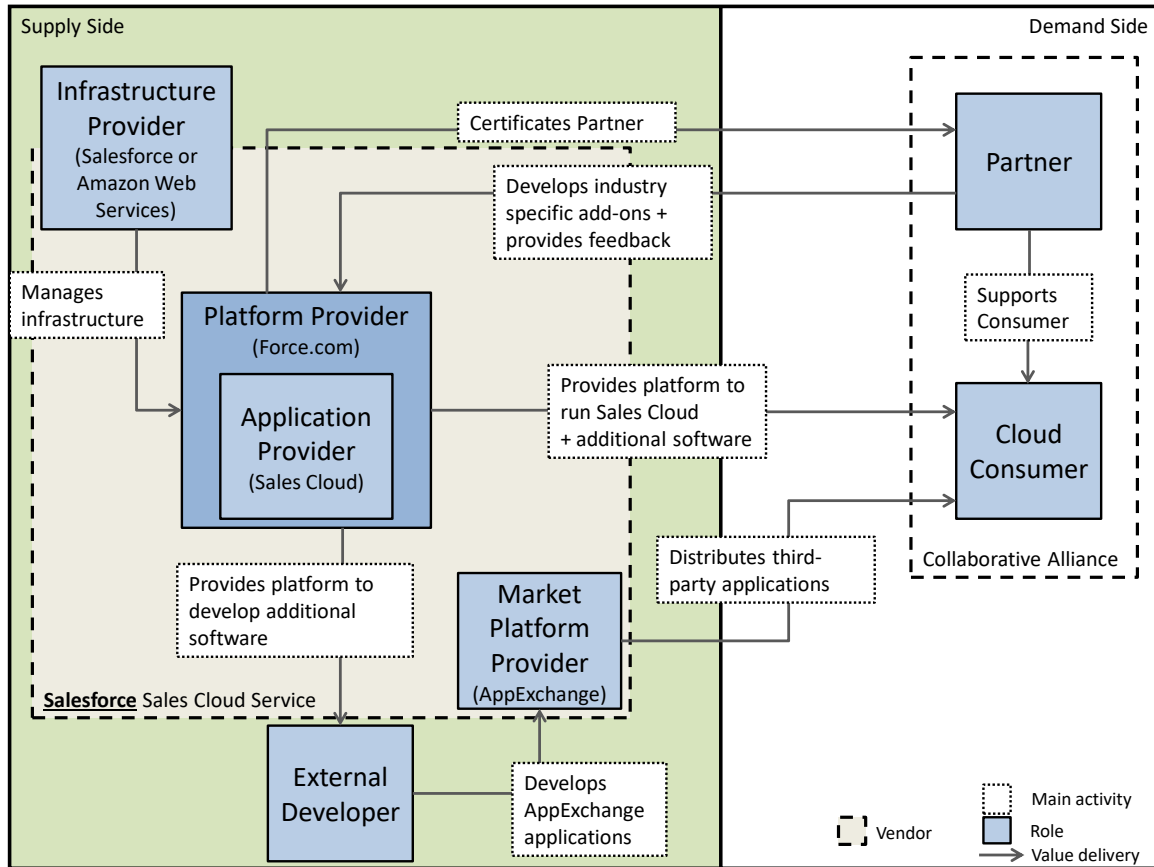 Supply Side
Demand Side
Infrastructure
Provider
(Salesforce or
Amazon Web
Services)
Certificates Partner
Partner
Develops industry
specific add-ons +
provides feedback
Manages
infrastructure
Supports
Consumer
Platform Provider
(Force.com)
Application
Provider
(Sales Cloud)
Provides platform to
run Sales Cloud
+ additional software
Cloud
Consumer
Collaborative Alliance
Distributes third-
party applications
Provides platform to
develop additional
software
Market
Platform
Provider
(AppExchange)
Salesforce Sales Cloud Service
External
Developer
Develops
AppExchange
applications
Vendor
Main activity
Role
Value delivery